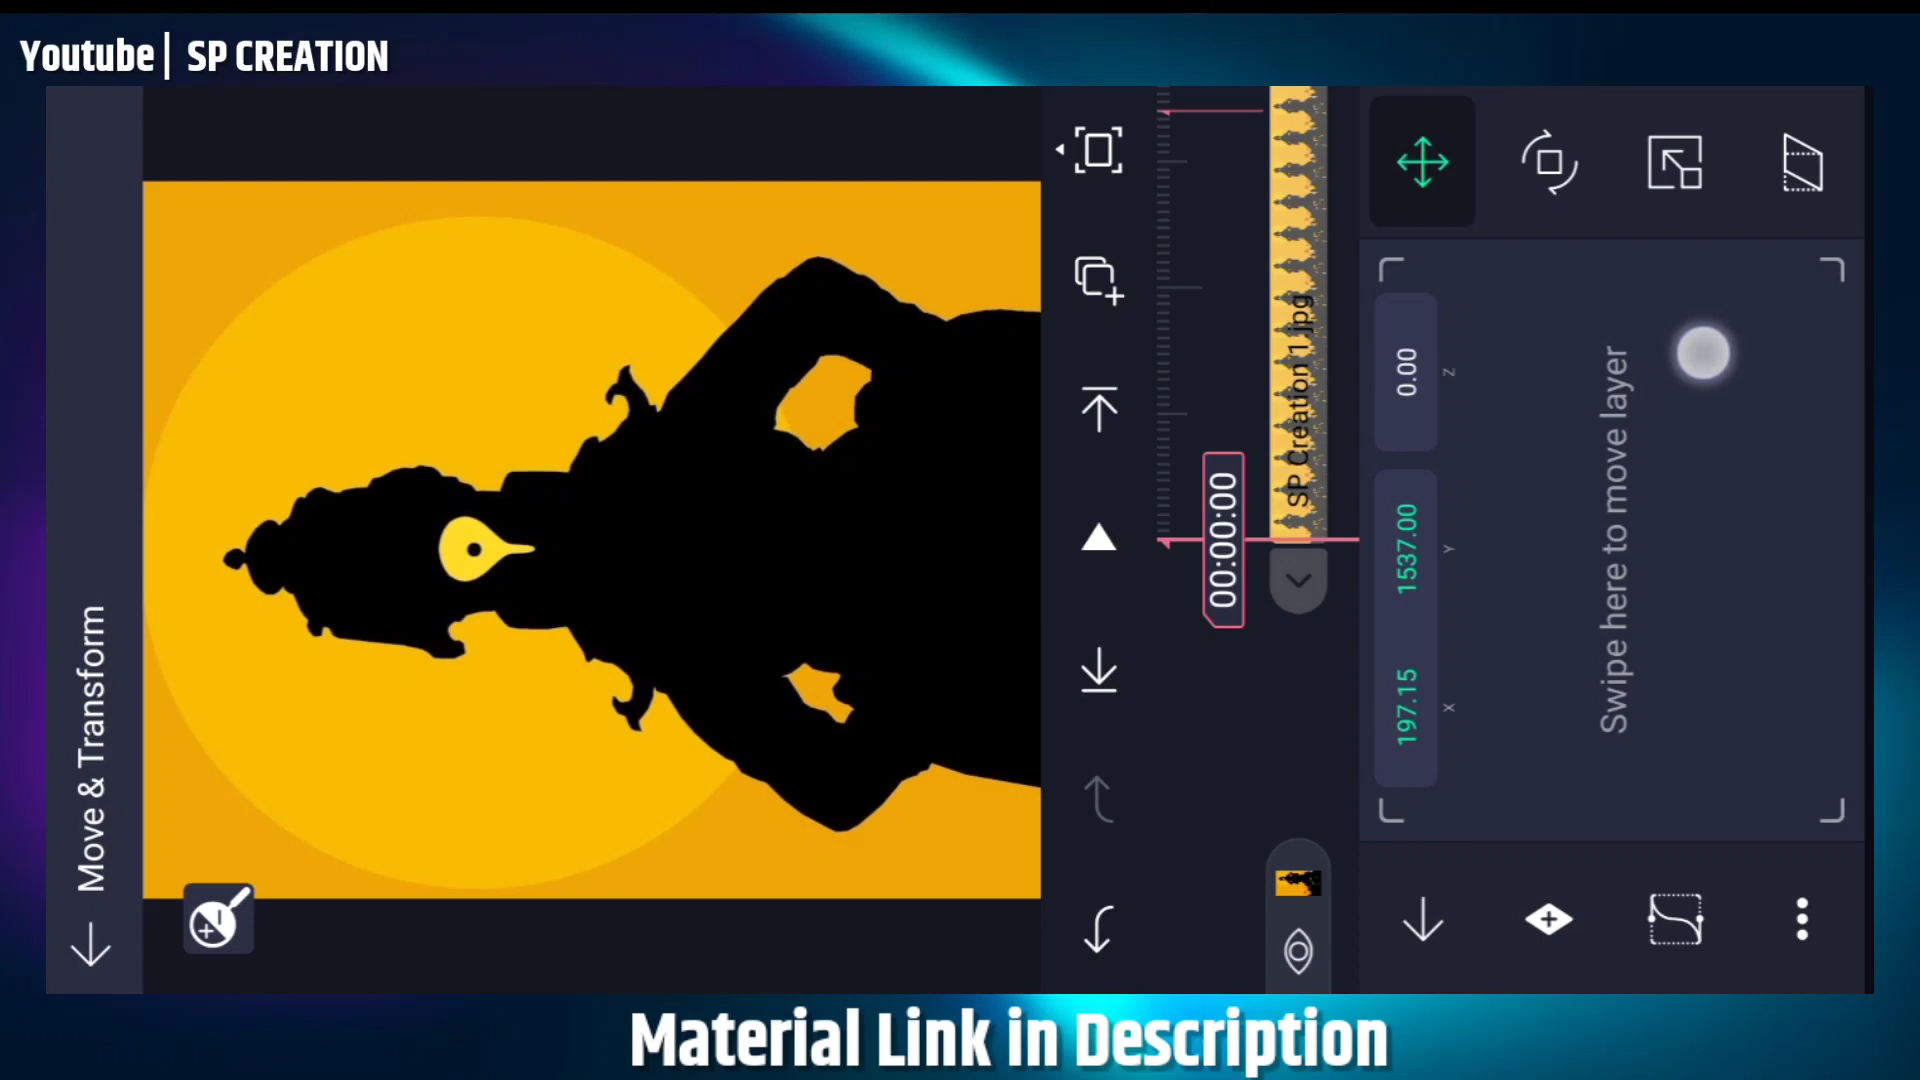 Youtube| SP CREATION
Move & Transform
00:00:00
SP Creation 1.jpg
197.15 1537.00 0.00
X Y Z
Swipe here to move layer
Material Link in Description